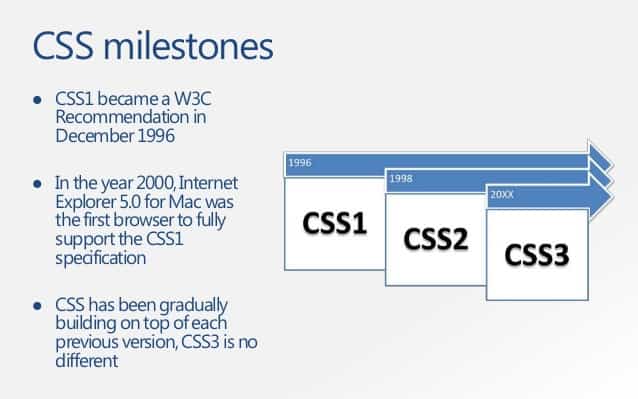 CSS milestones
● CSS1 became a W3C
Recommendation in
December 1996
● In the year 2000, Internet
Explorer 5.0 for Mac was
the first browser to fully
support the CSS1
specification
● CSS has been gradually
building on top of each
previous version, CSS3 is no
different
1996
CSS1
1998
CSS2
20XX
CSS3